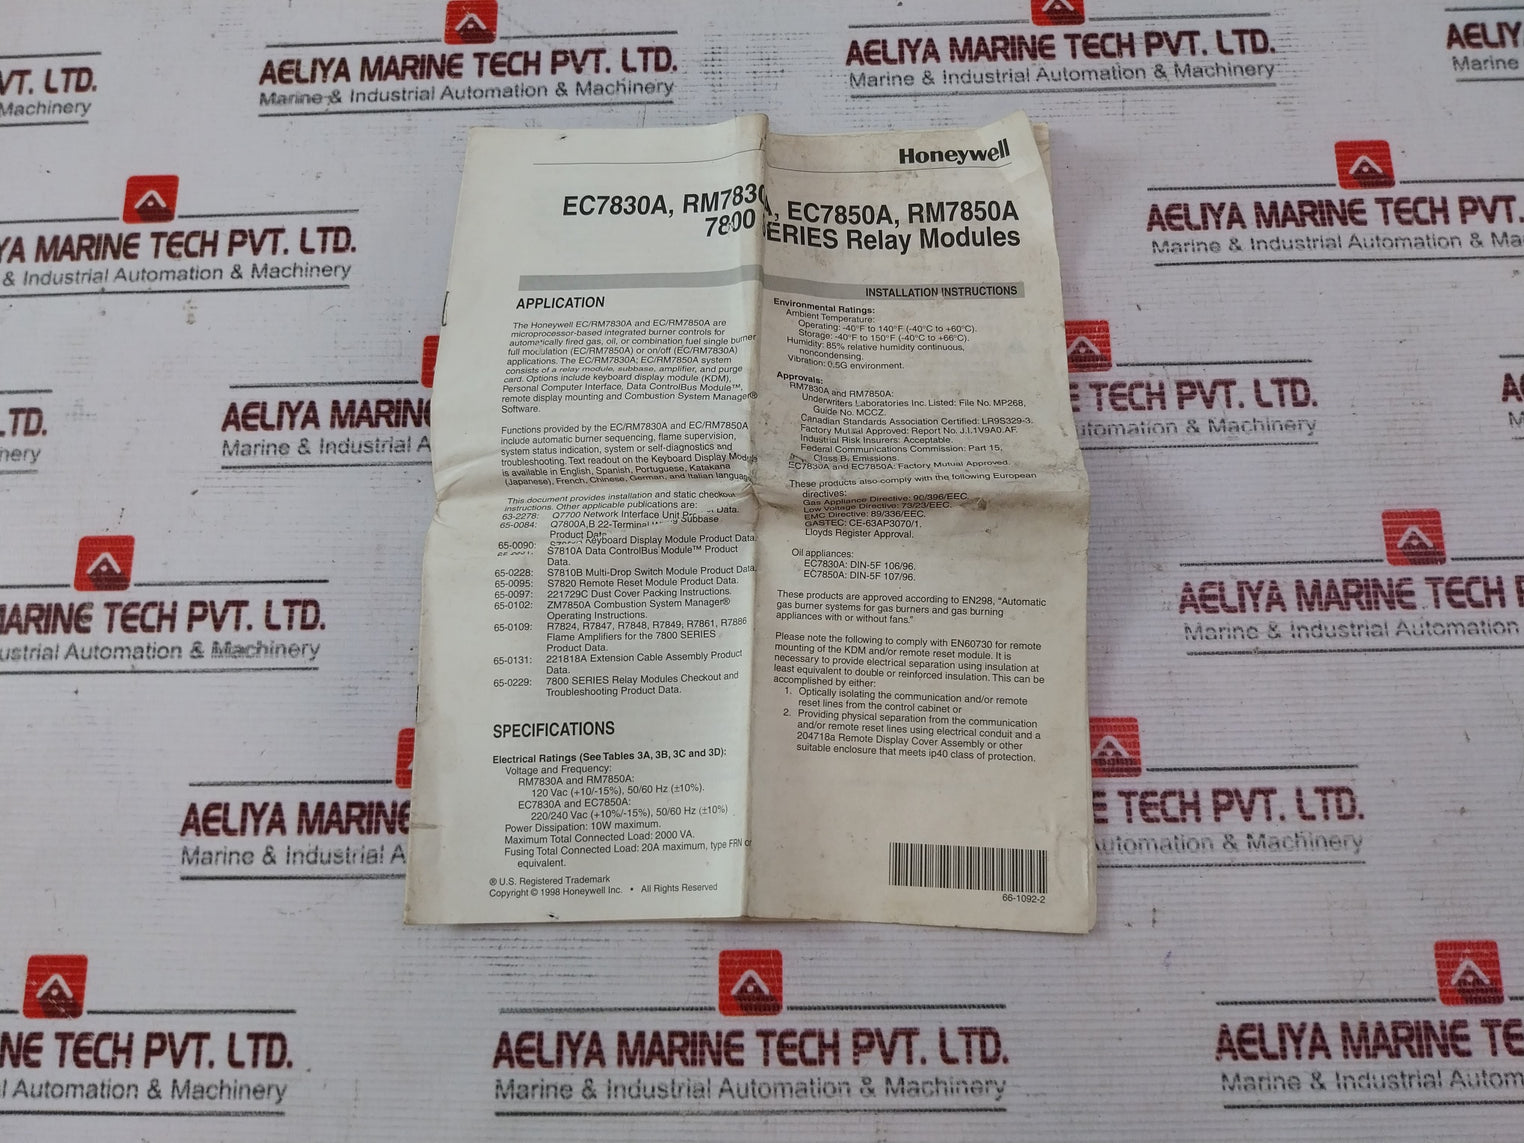 Honeywell
EC7830A, RM7830A, EC7850A, RM7850A
7800 SERIES Relay Modules
INSTALLATION INSTRUCTIONS
APPLICATION
The Honeywell EC/RM7830A and EC/RM7850A are
microprocessor-based integrated burner controls for
automatically fired gas, oil, or combination fuel single burner
full modulation (EC/RM7850A) or on/off (EC/RM7830A)
applications. The EC/RM7830A; EC/RM7850A system
consists of a relay module, subbase, amplifier, and purge
card. Options include keyboard display module (KDM),
Personal Computer Interface, Data ControlBus Module™,
remote display mounting and Combustion System Manager®
Software.
Functions provided by the EC/RM7830A and EC/RM7850A
include automatic burner sequencing, flame supervision,
system status indication, system or self-diagnostics and
troubleshooting. Text readout on the Keyboard Display Module
is available in English, Spanish, Portuguese, Katakana
(Japanese), French, Chinese, German, and Italian language
This document provides installation and static checkout
instructions. Other applicable publications are:
63-2278: Q7700 Network Interface Unit Data.
65-0084: Q7800A,B 22-Terminal Subbase
Product Data
65-0090: Keyboard Display Module Product Data.
S7810A Data ControlBus Module™ Product
Data.
65-0228: S7810B Multi-Drop Switch Module Product Data.
65-0095: S7820 Remote Reset Module Product Data.
65-0097: 221729C Dust Cover Packing Instructions.
65-0102: ZM7850A Combustion System Manager®
Operating Instructions.
65-0109: R7824, R7847, R7848, R7849, R7861, R7886
Flame Amplifiers for the 7800 SERIES
Product Data.
65-0131: 221818A Extension Cable Assembly Product
Data.
65-0229: 7800 SERIES Relay Modules Checkout and
Troubleshooting Product Data.
SPECIFICATIONS
Electrical Ratings (See Tables 3A, 3B, 3C and 3D):
Voltage and Frequency:
RM7830A and RM7850A:
120 Vac (+10/-15%), 50/60 Hz (±10%).
EC7830A and EC7850A:
220/240 Vac (+10%/-15%), 50/60 Hz (±10%)
Power Dissipation: 10W maximum.
Maximum Total Connected Load: 2000 VA.
Fusing Total Connected Load: 20A maximum, type FRN or
equivalent.
® U.S. Registered Trademark
Copyright © 1998 Honeywell Inc. • All Rights Reserved
Environmental Ratings:
Ambient Temperature:
Operating: -40°F to 140°F (-40°C to +60°C).
Storage: -40°F to 150°F (-40°C to +66°C).
Humidity: 85% relative humidity continuous,
noncondensing.
Vibration: 0.5G environment.
Approvals:
RM7830A and RM7850A:
Underwriters Laboratories Inc. Listed: File No. MP268,
Guide No. MCCZ.
Canadian Standards Association Certified: LR9S329-3.
Factory Mutual Approved: Report No. J.I.1V9A0.AF.
Industrial Risk Insurers: Acceptable.
Federal Communications Commission: Part 15,
Class B, Emissions.
EC7830A and EC7850A: Factory Mutual Approved.
These products also comply with the following European
directives:
Gas Appliance Directive: 90/396/EEC.
Low Voltage Directive: 73/23/EEC.
EMC Directive: 89/336/EEC.
GASTEC: CE-63AP3070/1.
Lloyds Register Approval.
Oil appliances:
EC7830A: DIN-5F 106/96.
EC7850A: DIN-5F 107/96.
These products are approved according to EN298, "Automatic
gas burner systems for gas burners and gas burning
appliances with or without fans."
Please note the following to comply with EN60730 for remote
mounting of the KDM and/or remote reset module. It is
necessary to provide electrical separation using insulation at
least equivalent to double or reinforced insulation. This can be
accomplished by either:
1. Optically isolating the communication and/or remote
reset lines from the control cabinet or
2. Providing physical separation from the communication
and/or remote reset lines using electrical conduit and a
204718a Remote Display Cover Assembly or other
suitable enclosure that meets ip40 class of protection.
66-1092-2
AELIYA MARINE TECH PVT. LTD.
Marine & Industrial Automation & Machinery